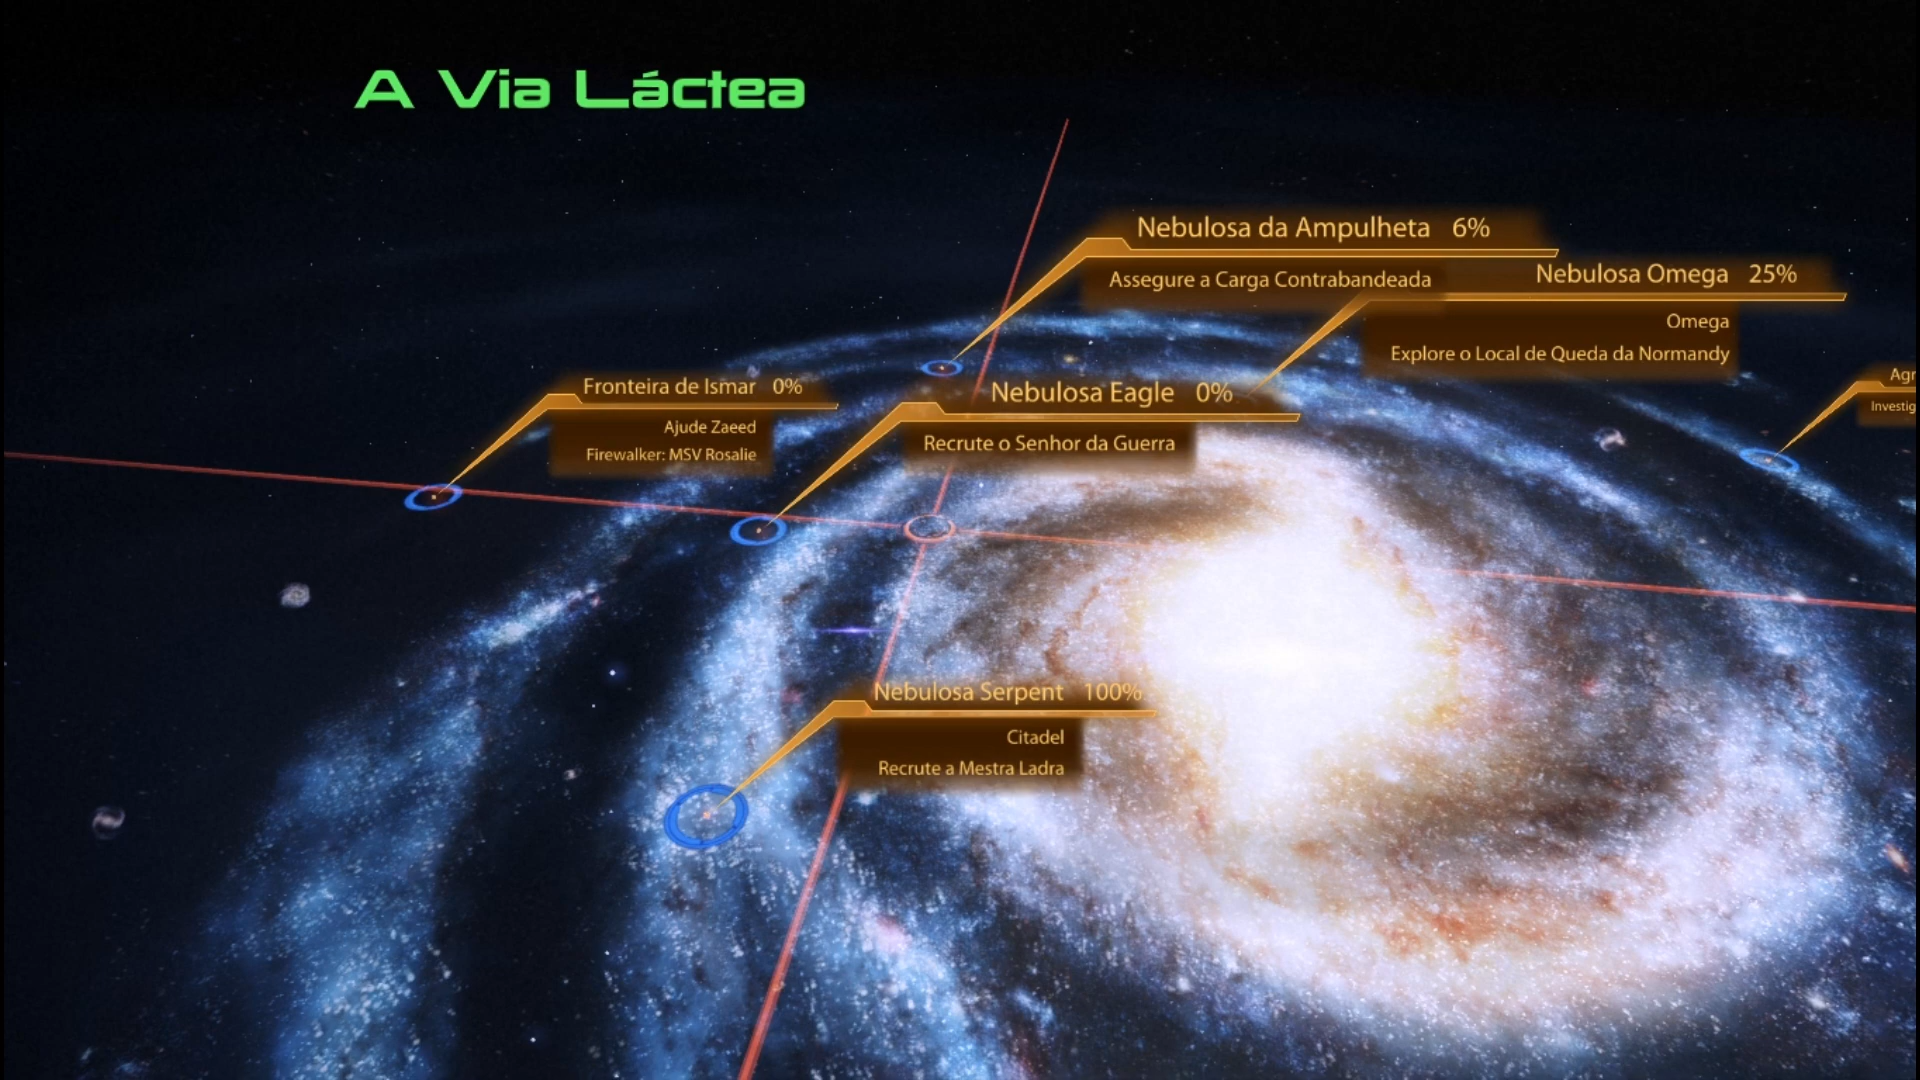 A Via Láctea
Nebulosa da Ampulheta 6%
Assegure a Carga Contrabandeada
Nebulosa Omega 25%
Omega
Explore o Local de Queda da Normandy
Fronteira de Ismar 0%
Ajude Zaeed
Firewalker: MSV Rosalie
Nebulosa Eagle 0%
Recrute o Senhor da Guerra
Agr
Investig
Nebulosa Serpent 100%
Citadel
Recrute a Mestra Ladra